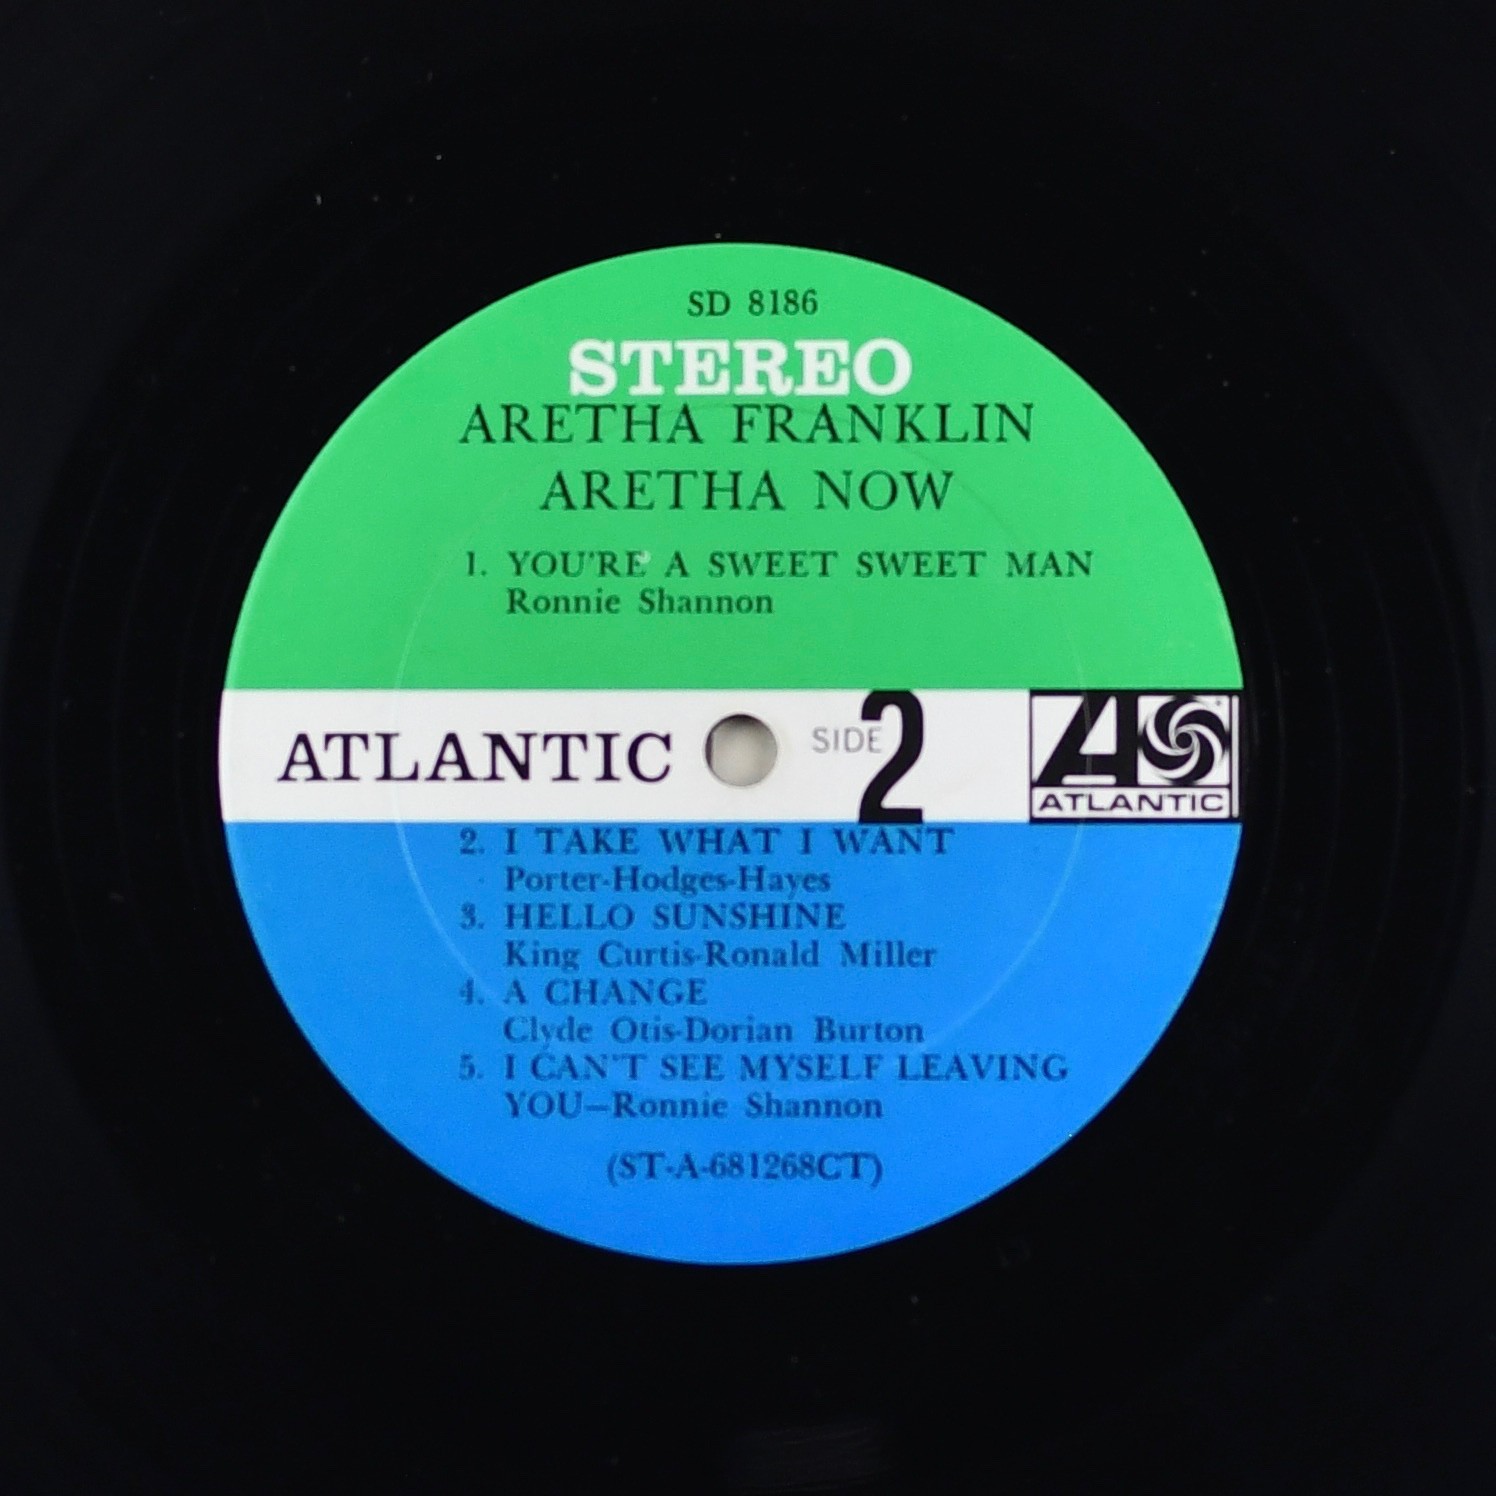 SD 8186
STEREO
ARETHA FRANKLIN
ARETHA NOW
1. YOU'RE A SWEET SWEET MAN
Ronnie Shannon
ATLANTIC
SIDE 2
A
ATLANTIC
2. I TAKE WHAT I WANT
Porter-Hodges-Hayes
3. HELLO SUNSHINE
King Curtis-Ronald Miller
4. A CHANGE
Clyde Otis-Dorian Burton
5. I CAN'T SEE MYSELF LEAVING
YOU—Ronnie Shannon
(ST-A-681268CT)